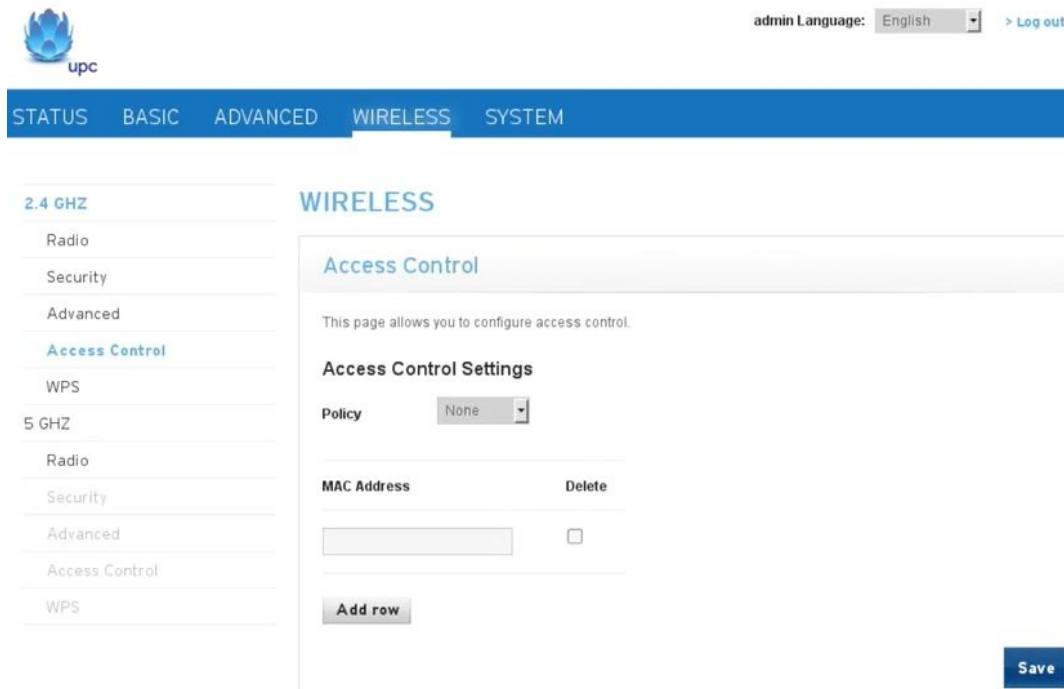 admin Language: English > Log out
upc
STATUS BASIC ADVANCED WIRELESS SYSTEM
2.4 GHZ
Radio
Security
Advanced
Access Control
WPS
5 GHZ
Radio
Security
Advanced
Access Control
WPS
WIRELESS
Access Control
This page allows you to configure access control.
Access Control Settings
Policy None
MAC Address Delete
Add row
Save